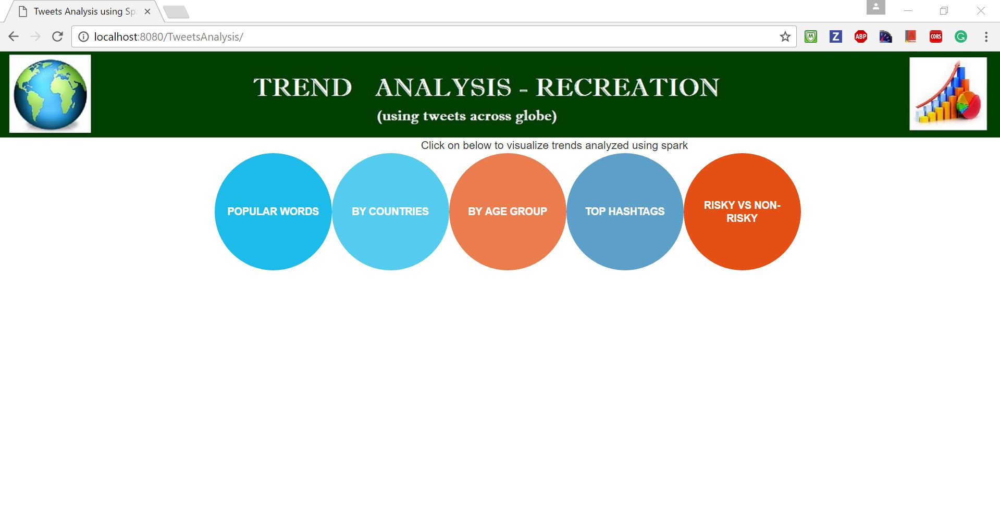 Tweets Analysis using Sp
localhost:8080/TweetsAnalysis/
Z
ABP
A
CORS
G
TREND ANALYSIS - RECREATION
(using tweets across globe)
Click on below to visualize trends analyzed using spark
POPULAR WORDS
BY COUNTRIES
BY AGE GROUP
TOP HASHTAGS
RISKY VS NON-
RISKY